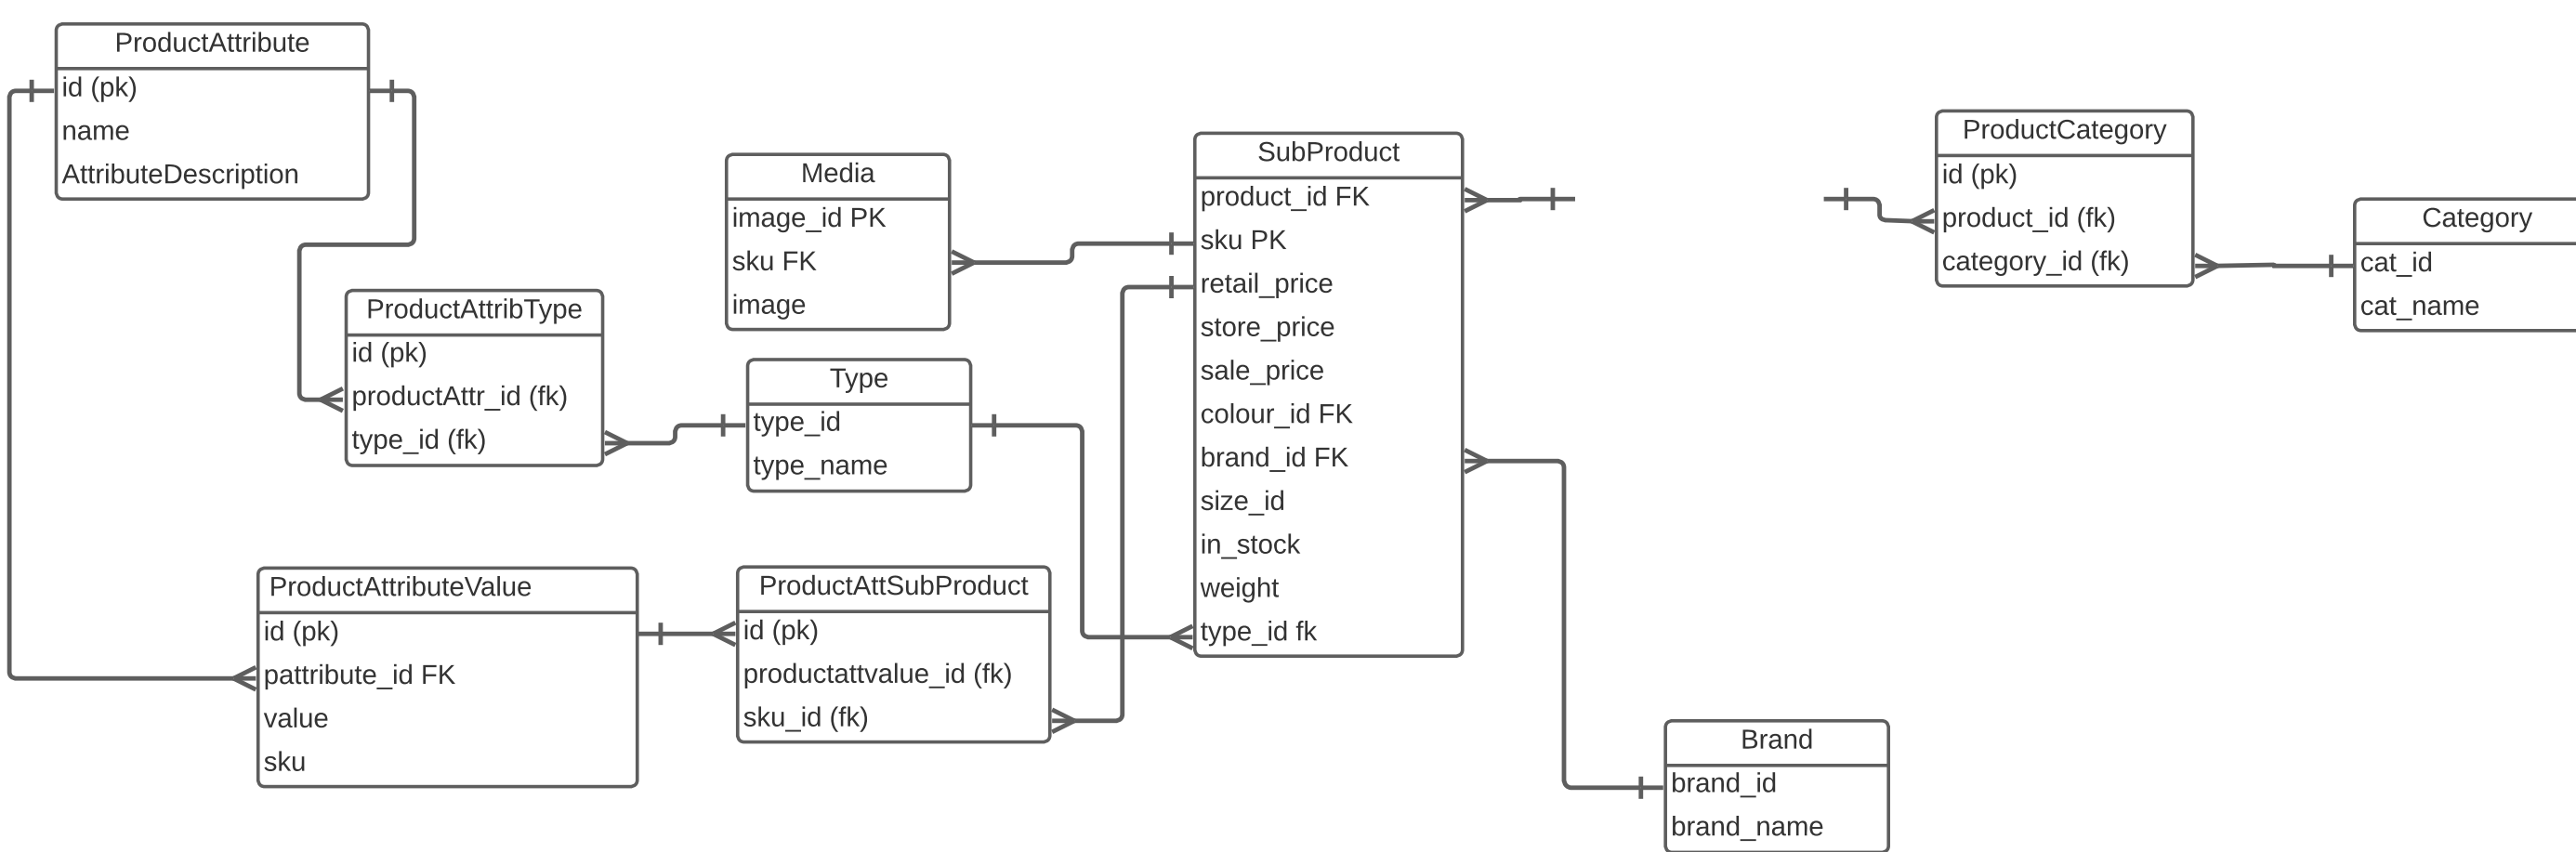 ProductAttribute
id (pk)
name
AttributeDescription
ProductAttribType
id (pk)
productAttr_id (fk)
type_id (fk)
Media
image_id PK
sku FK
image
Type
type_id
type_name
ProductAttributeValue
id (pk)
pattribute_id FK
value
sku
ProductAttSubProduct
id (pk)
productattvalue_id (fk)
sku_id (fk)
SubProduct
product_id FK
sku PK
retail_price
store_price
sale_price
colour_id FK
brand_id FK
size_id
in_stock
weight
type_id fk
ProductCategory
id (pk)
product_id (fk)
category_id (fk)
Category
cat_id
cat_name
Brand
brand_id
brand_name